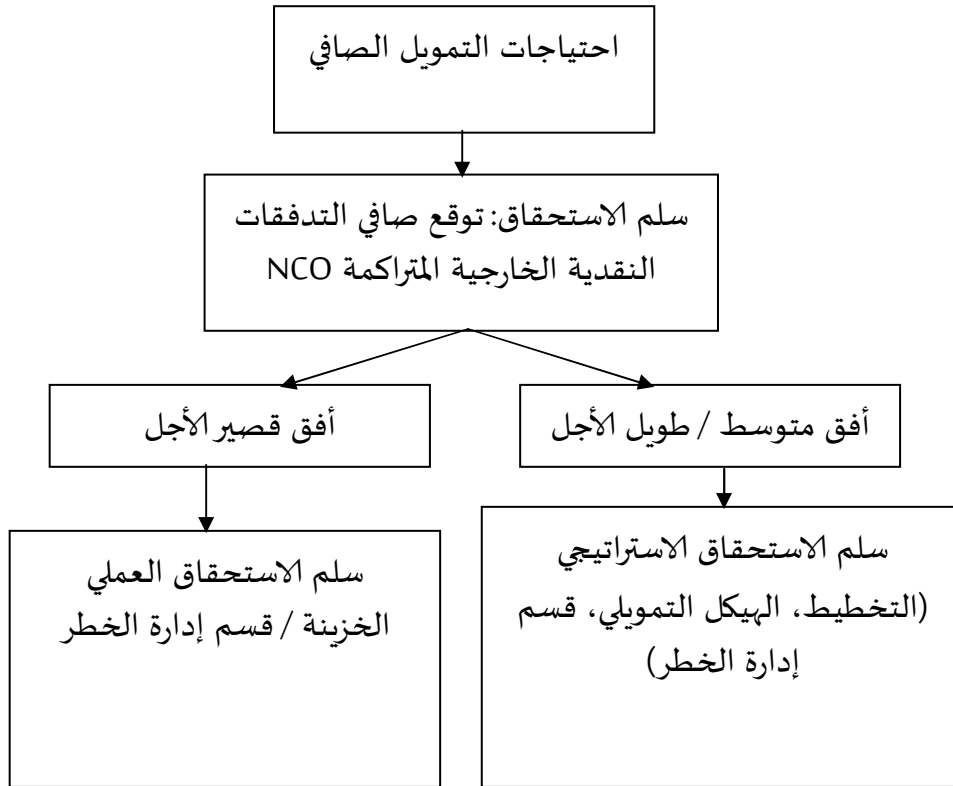 احتياجات التمويل الصافي
سلم الاستحقاق: توقع صافي التدفقات
النقدية الخارجية المتراكمة NCO
أفق متوسط / طويل الأجل
أفق قصير الأجل
سلم الاستحقاق الاستراتيجي
(التخطيط، الهيكل التمويلي، قسم
إدارة الخطر)
سلم الاستحقاق العملي
الخزينة / قسم إدارة الخطر